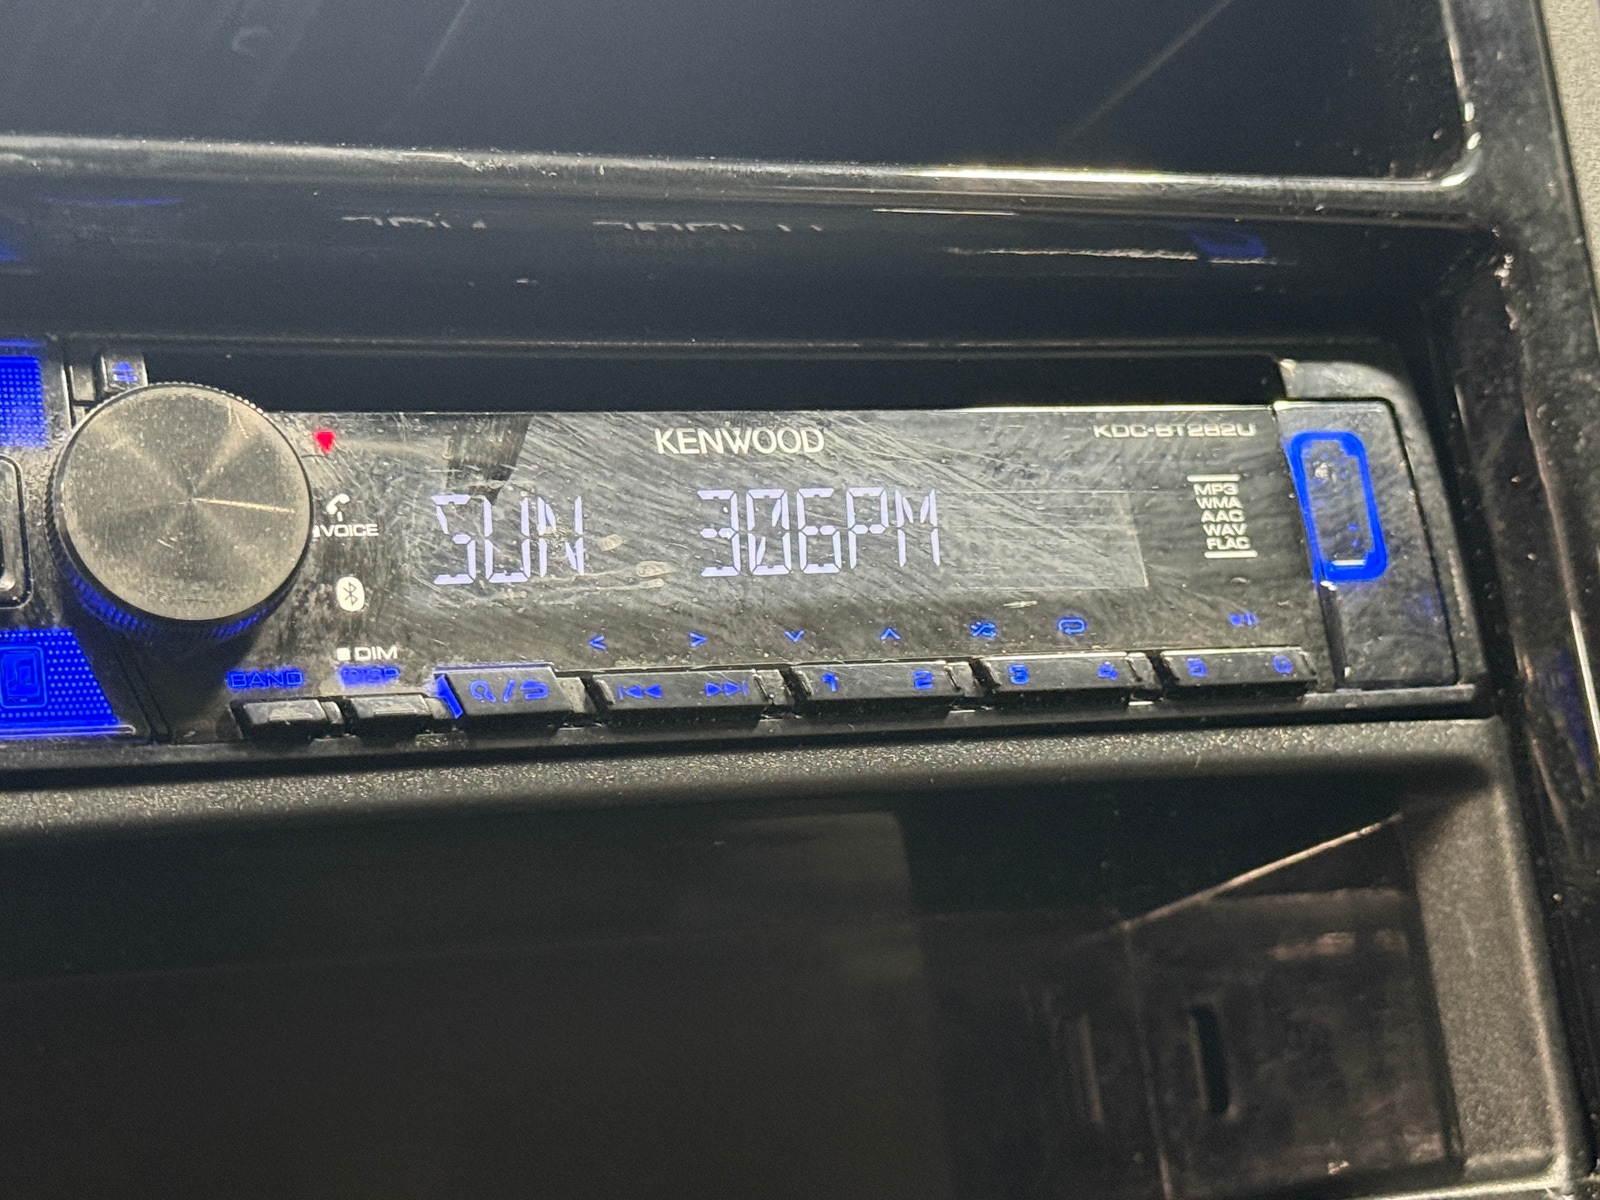 KENWOOD
KDC-BT282U
SUN 306PM
MP3
WMA
AAC
WAV
FLAC
VOICE
DIM
BAND DISP
1 2 3 4 5 6